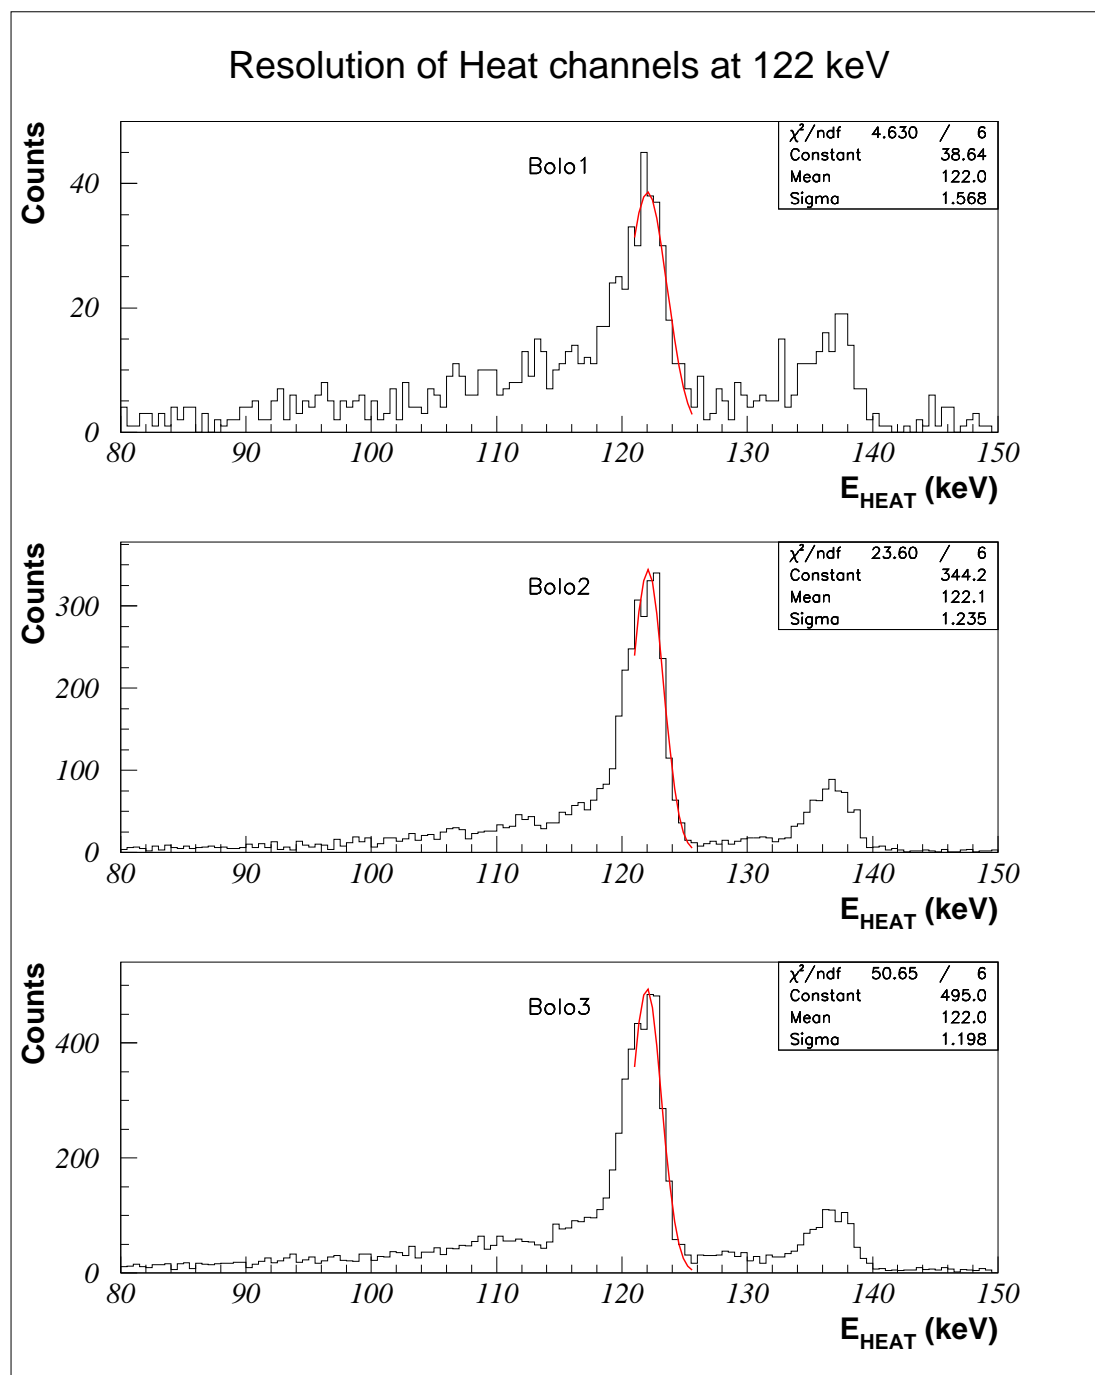 Resolution of Heat channels at 122 keV
Counts
Bolo1
χ²/ndf 4.630 / 6
Constant 38.64
Mean 122.0
Sigma 1.568
40
20
0
80 90 100 110 120 130 140 150
E_HEAT (keV)
Counts
Bolo2
χ²/ndf 23.60 / 6
Constant 344.2
Mean 122.1
Sigma 1.235
300
200
100
0
80 90 100 110 120 130 140 150
E_HEAT (keV)
Counts
Bolo3
χ²/ndf 50.65 / 6
Constant 495.0
Mean 122.0
Sigma 1.198
400
200
0
80 90 100 110 120 130 140 150
E_HEAT (keV)